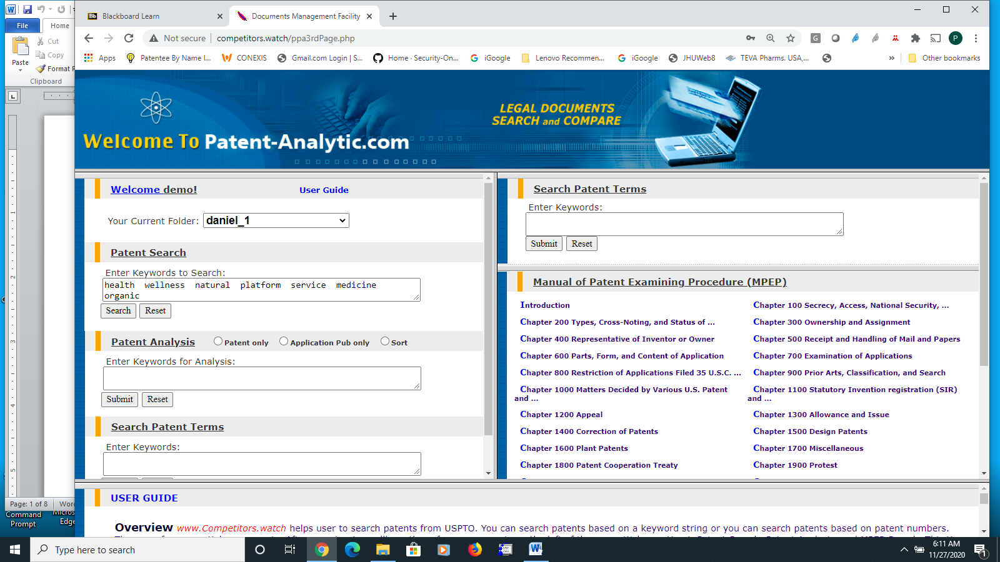 File
Home
Cut
Copy
Paste
Format P
Clipboard
L
Page: 1 of 8
Word
Command
Prompt
Micros
Edge
Blackboard Learn
Documents Management Facility
Not secure
competitors.watch/ppa3rdPage.php
P
Apps
Patentee By Name I...
CONEXIS
Gmail.com Login | S...
Home · Security-On...
iGoogle
Lenovo Recommen...
iGoogle
JHUWeb8
TEVA Pharms. USA,...
»
Other bookmarks
LEGAL DOCUMENTS
SEARCH and COMPARE
Welcome To Patent-Analytic.com
Welcome demo!
User Guide
Your Current Folder: daniel_1
Patent Search
Enter Keywords to Search:
health wellness natural platform service medicine
organic
Search Reset
Patent Analysis Patent only Application Pub only Sort
Enter Keywords for Analysis:
Submit Reset
Search Patent Terms
Enter Keywords:
Search Patent Terms
Enter Keywords:
Submit Reset
Manual of Patent Examining Procedure (MPEP)
Introduction
Chapter 100 Secrecy, Access, National Security, ...
Chapter 200 Types, Cross-Noting, and Status of ...
Chapter 300 Ownership and Assignment
Chapter 400 Representative of Inventor or Owner
Chapter 500 Receipt and Handling of Mail and Papers
Chapter 600 Parts, Form, and Content of Application
Chapter 700 Examination of Applications
Chapter 800 Restriction of Applications Filed 35 U.S.C. ...
Chapter 900 Prior Arts, Classification, and Search
Chapter 1000 Matters Decided by Various U.S. Patent
and ...
Chapter 1100 Statutory Invention registration (SIR)
and ...
Chapter 1200 Appeal
Chapter 1300 Allowance and Issue
Chapter 1400 Correction of Patents
Chapter 1500 Design Patents
Chapter 1600 Plant Patents
Chapter 1700 Miscellaneous
Chapter 1800 Patent Cooperation Treaty
Chapter 1900 Protest
USER GUIDE
Overview www.Competitors.watch helps user to search patents from USPTO. You can search patents based on a keyword string or you can search patents based on patent numbers.
Type here to search
6:11 AM
11/27/2020
1